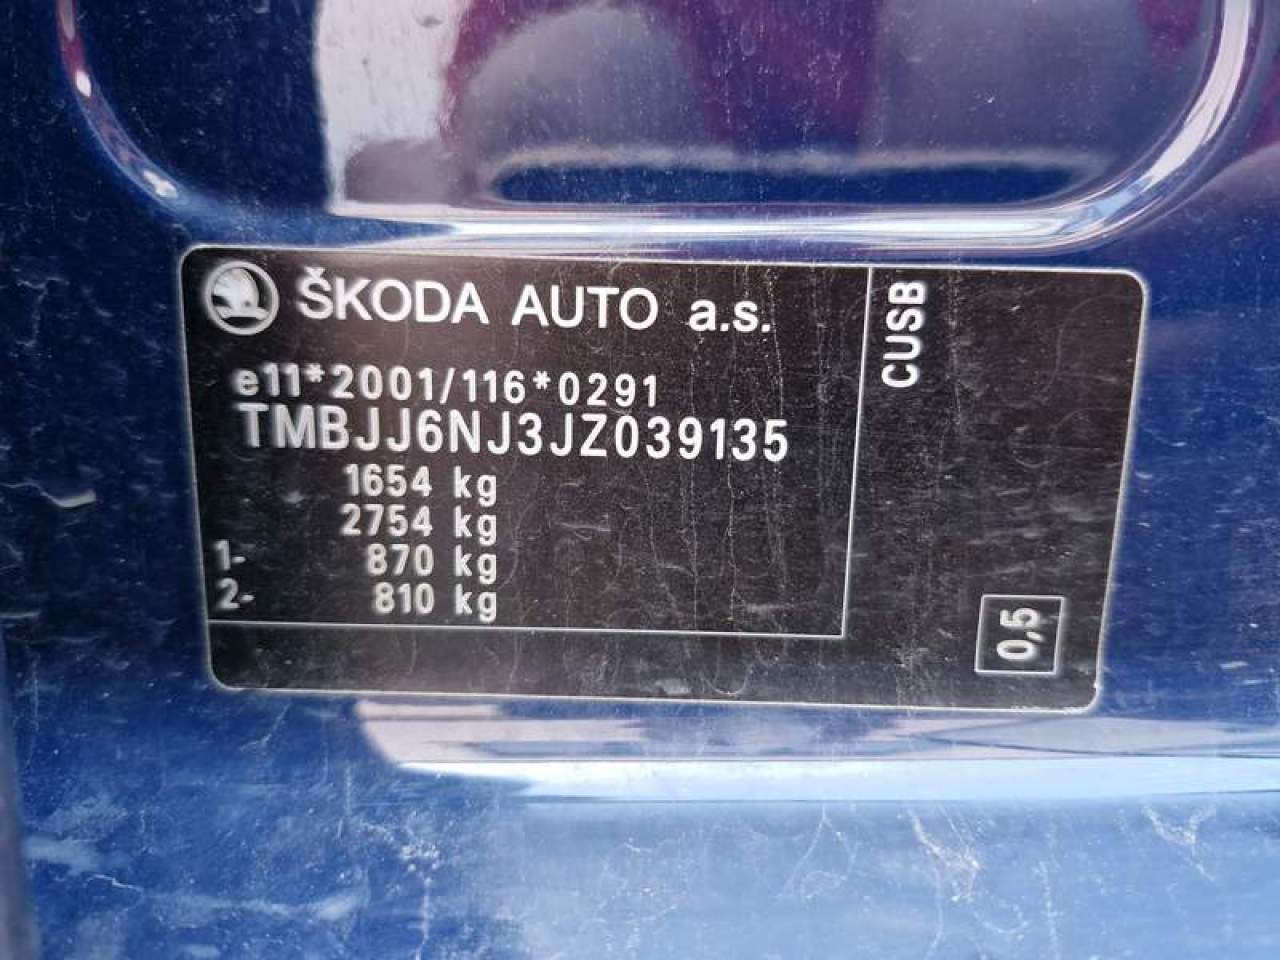 ŠKODA AUTO a.s.
e11*2001/116*0291
TMBJJ6NJ3JZ039135
1654 kg
2754 kg
1- 870 kg
2- 810 kg
CUSB
0,5